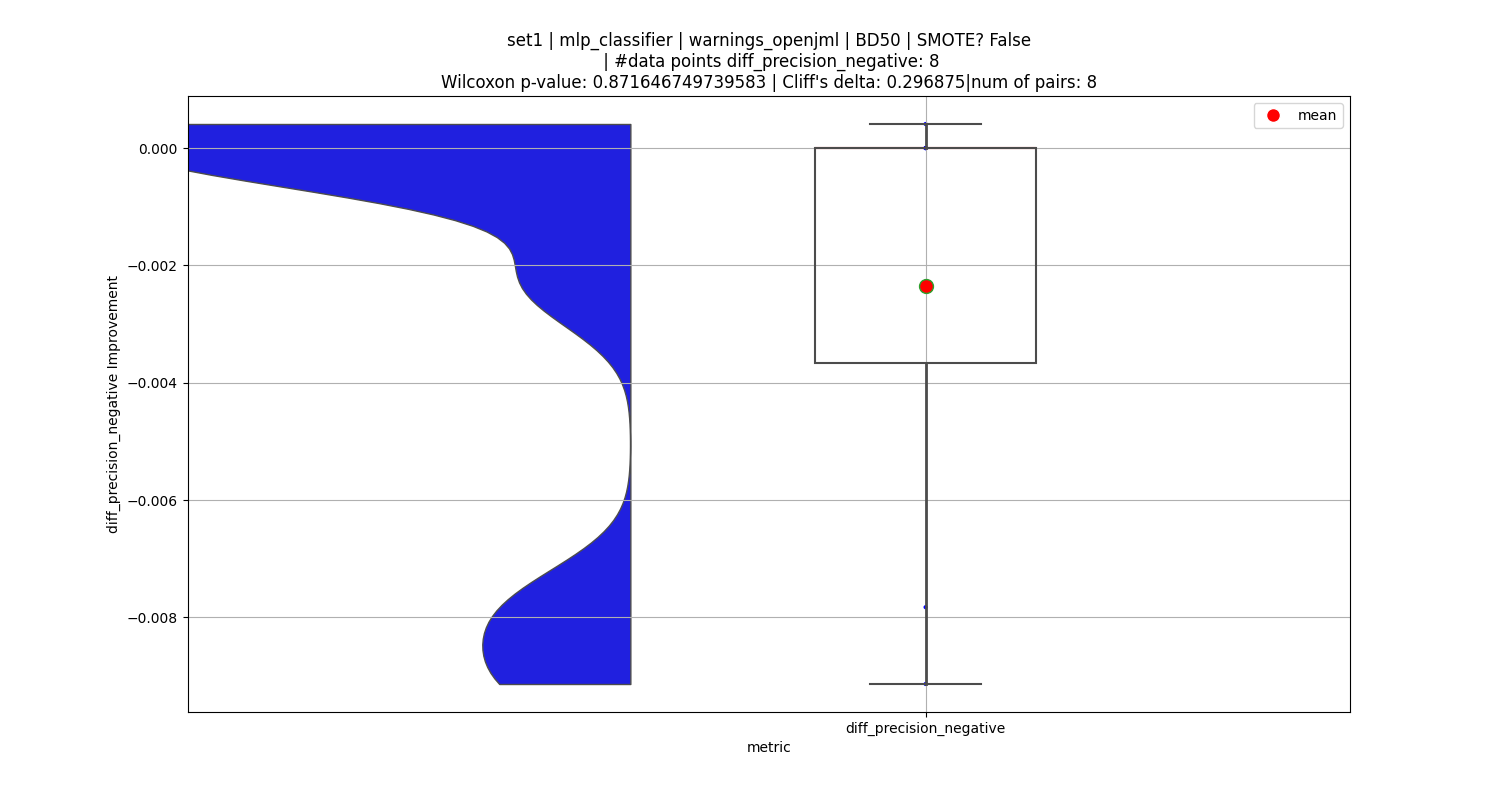 set1 | mlp_classifier | warnings_openjml | BD50 | SMOTE? False
| #data points diff_precision_negative: 8
Wilcoxon p-value: 0.871646749739583 | Cliff's delta: 0.296875|num of pairs: 8
mean
0.000
−0.002
−0.004
−0.006
−0.008
diff_precision_negative Improvement
diff_precision_negative
metric